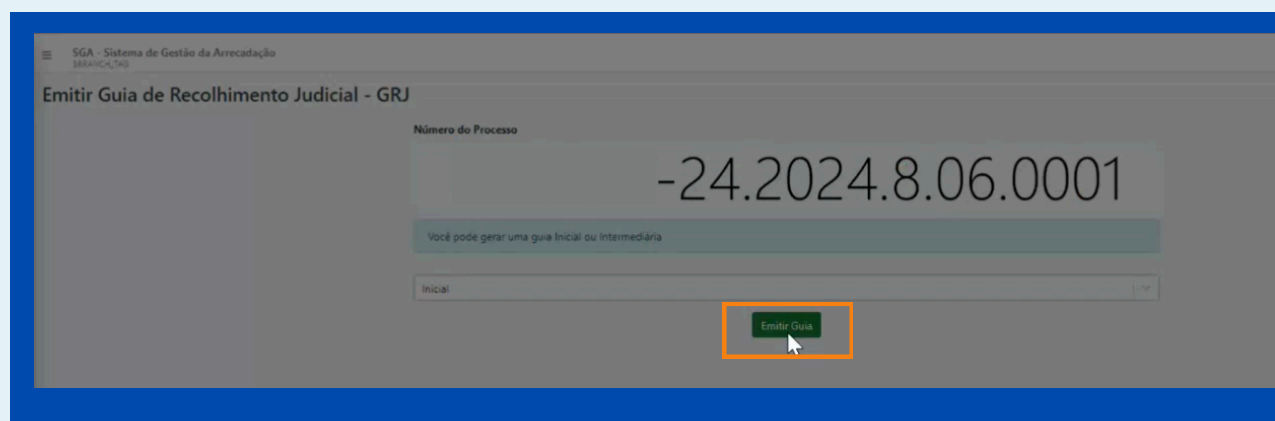 SGA - Sistema de Gestão da Arrecadação
$BRANCH_TAG
Emitir Guia de Recolhimento Judicial - GRJ
Número do Processo
-24.2024.8.06.0001
Você pode gerar uma guia Inicial ou Intermediária
Inicial
Emitir Guia